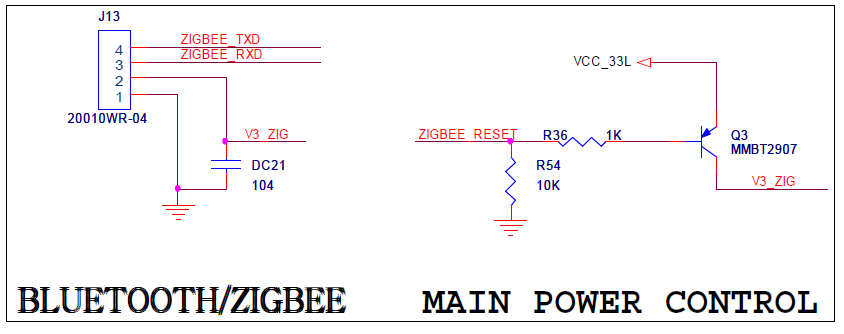 J13
ZIGBEE_TXD
ZIGBEE_RXD
4
3
2
1
20010WR-04
V3_ZIG
DC21
104
VCC_33L
ZIGBEE_RESET
R36
1K
Q3
MMBT2907
R54
10K
V3_ZIG
BLUETOOTH/ZIGBEE
MAIN POWER CONTROL